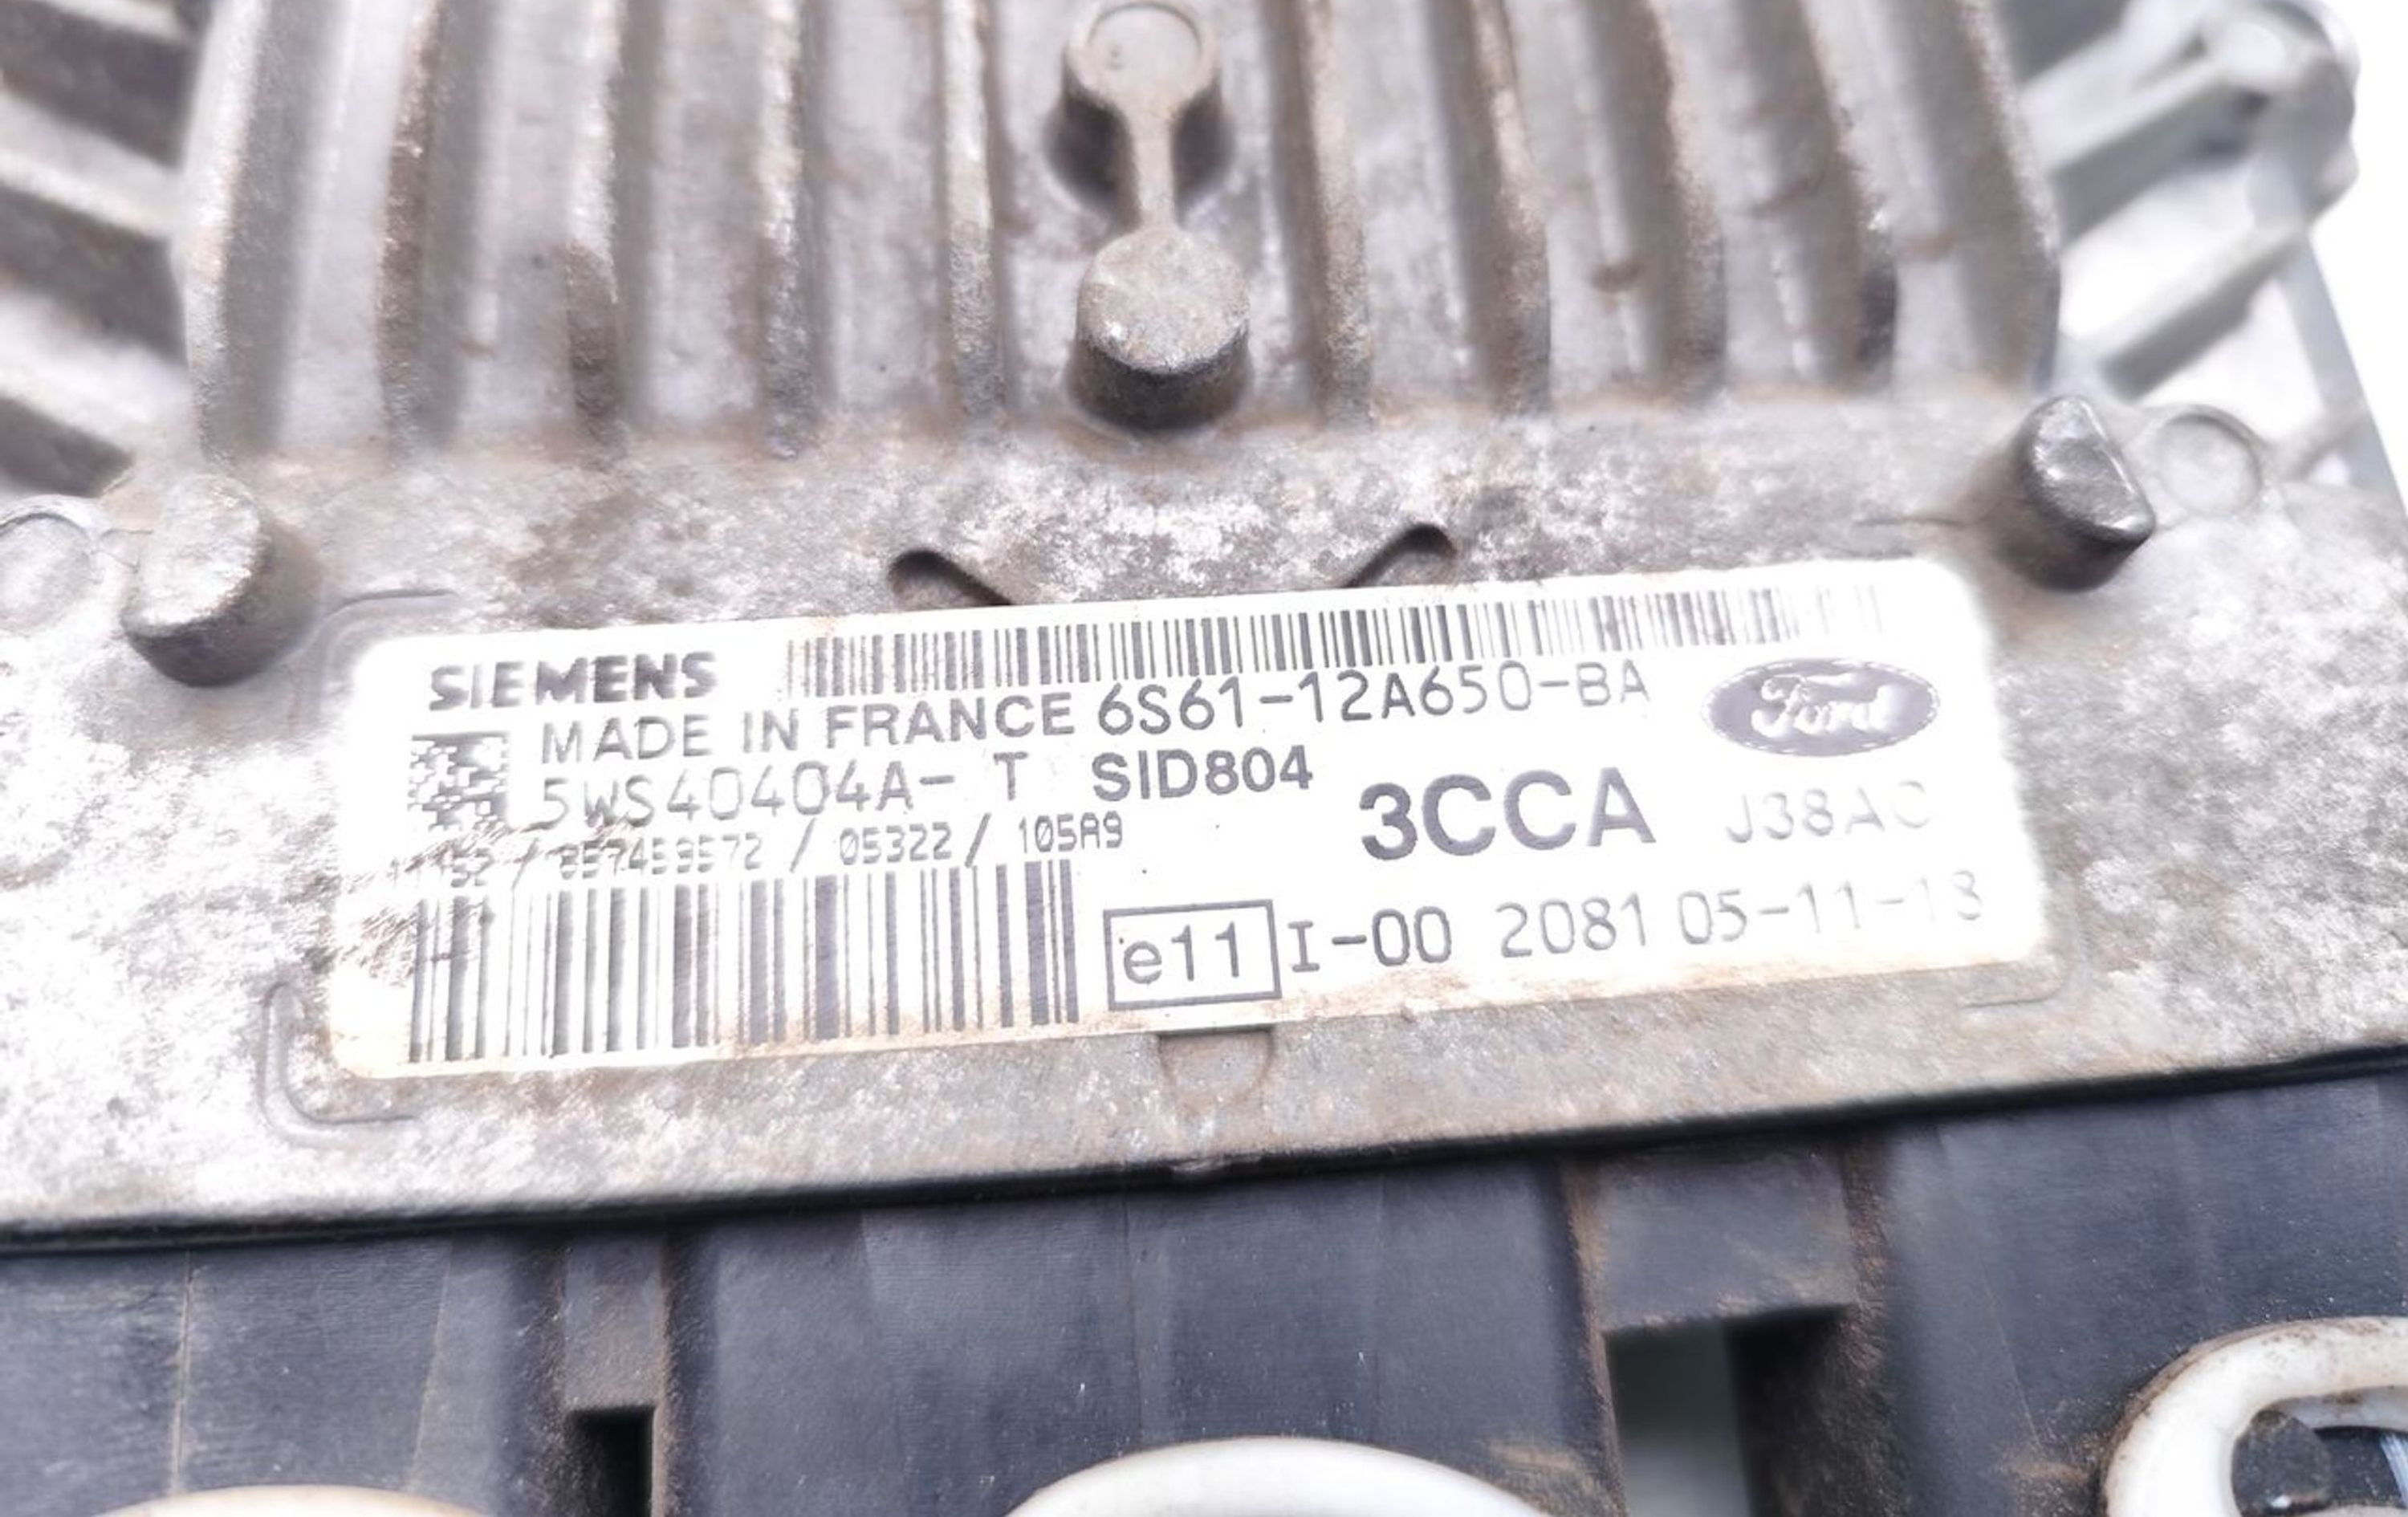 SIEMENS
MADE IN FRANCE 6S61-12A650-BA
Ford
5WS40404A- T SID804
3CCA J38AC
/ 05322 / 105A9
e11 I-00 2081 05-11-18